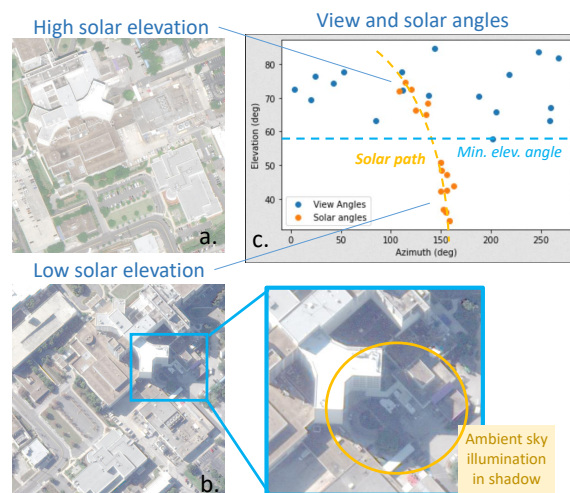 High solar elevation
View and solar angles
a.
80
70
60
50
40
Elevation (deg)
Solar path
Min. elev. angle
View Angles
Solar angles
c.
0
50
100
150
200
250
Azimuth (deg)
Low solar elevation
b.
Ambient sky
illumination
in shadow